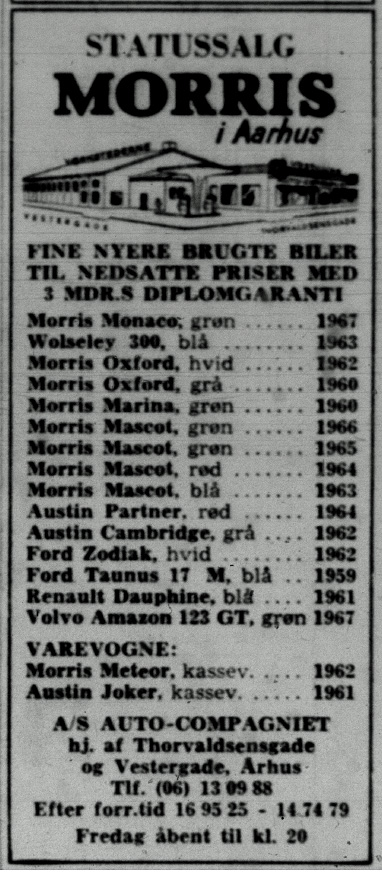 STATUSSALG
MORRIS
i Aarhus
VESTERGADE
THORVALDSENSGADE
FINE NYERE BRUGTE BILER
TIL NEDSATTE PRISER MED
3 MDR.S DIPLOMGARANTI
Morris Monaco, grøn ...... 1967
Wolseley 300, blå ....... 1963
Morris Oxford, hvid ...... 1962
Morris Oxford, grå ...... 1960
Morris Marina, grøn ..... 1960
Morris Mascot, grøn ..... 1966
Morris Mascot, grøn ..... 1965
Morris Mascot, rød ...... 1964
Morris Mascot, blå ...... 1963
Austin Partner, rød ...... 1964
Austin Cambridge, grå .... 1962
Ford Zodiak, hvid ....... 1962
Ford Taunus 17 M, blå .. 1959
Renault Dauphine, blå .... 1961
Volvo Amazon 123 GT, grøn 1967
VAREVOGNE:
Morris Meteor, kassev. .... 1962
Austin Joker, kassev. ..... 1961
A/S AUTO-COMPAGNIET
hj. af Thorvaldsensgade
og Vestergade, Århus
Tlf. (06) 13 09 88
Efter forr.tid 16 95 25 - 14 74 79
Fredag åbent til kl. 20